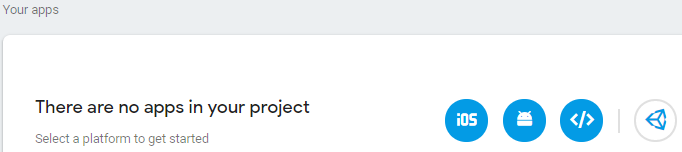 Your apps
There are no apps in your project
iOS
</>
Select a platform to get started